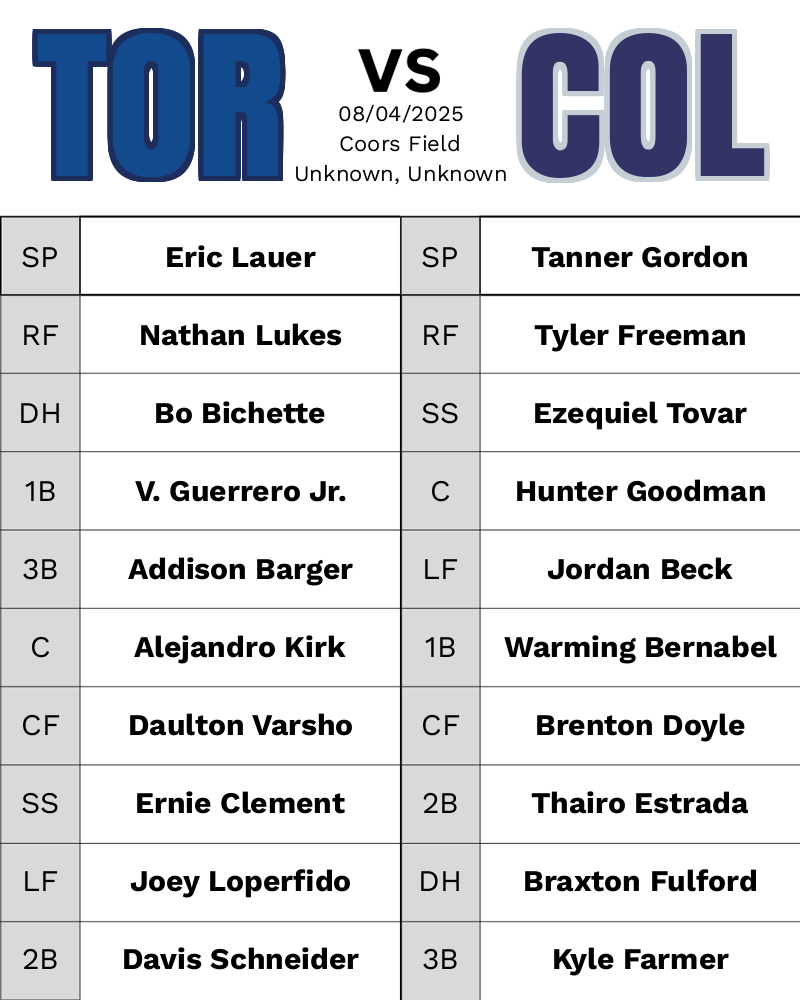 TOR
VS
COL
08/04/2025
Coors Field
Unknown, Unknown
SP Eric Lauer SP Tanner Gordon
RF Nathan Lukes RF Tyler Freeman
DH Bo Bichette SS Ezequiel Tovar
1B V. Guerrero Jr. C Hunter Goodman
3B Addison Barger LF Jordan Beck
C Alejandro Kirk 1B Warming Bernabel
CF Daulton Varsho CF Brenton Doyle
SS Ernie Clement 2B Thairo Estrada
LF Joey Loperfido DH Braxton Fulford
2B Davis Schneider 3B Kyle Farmer